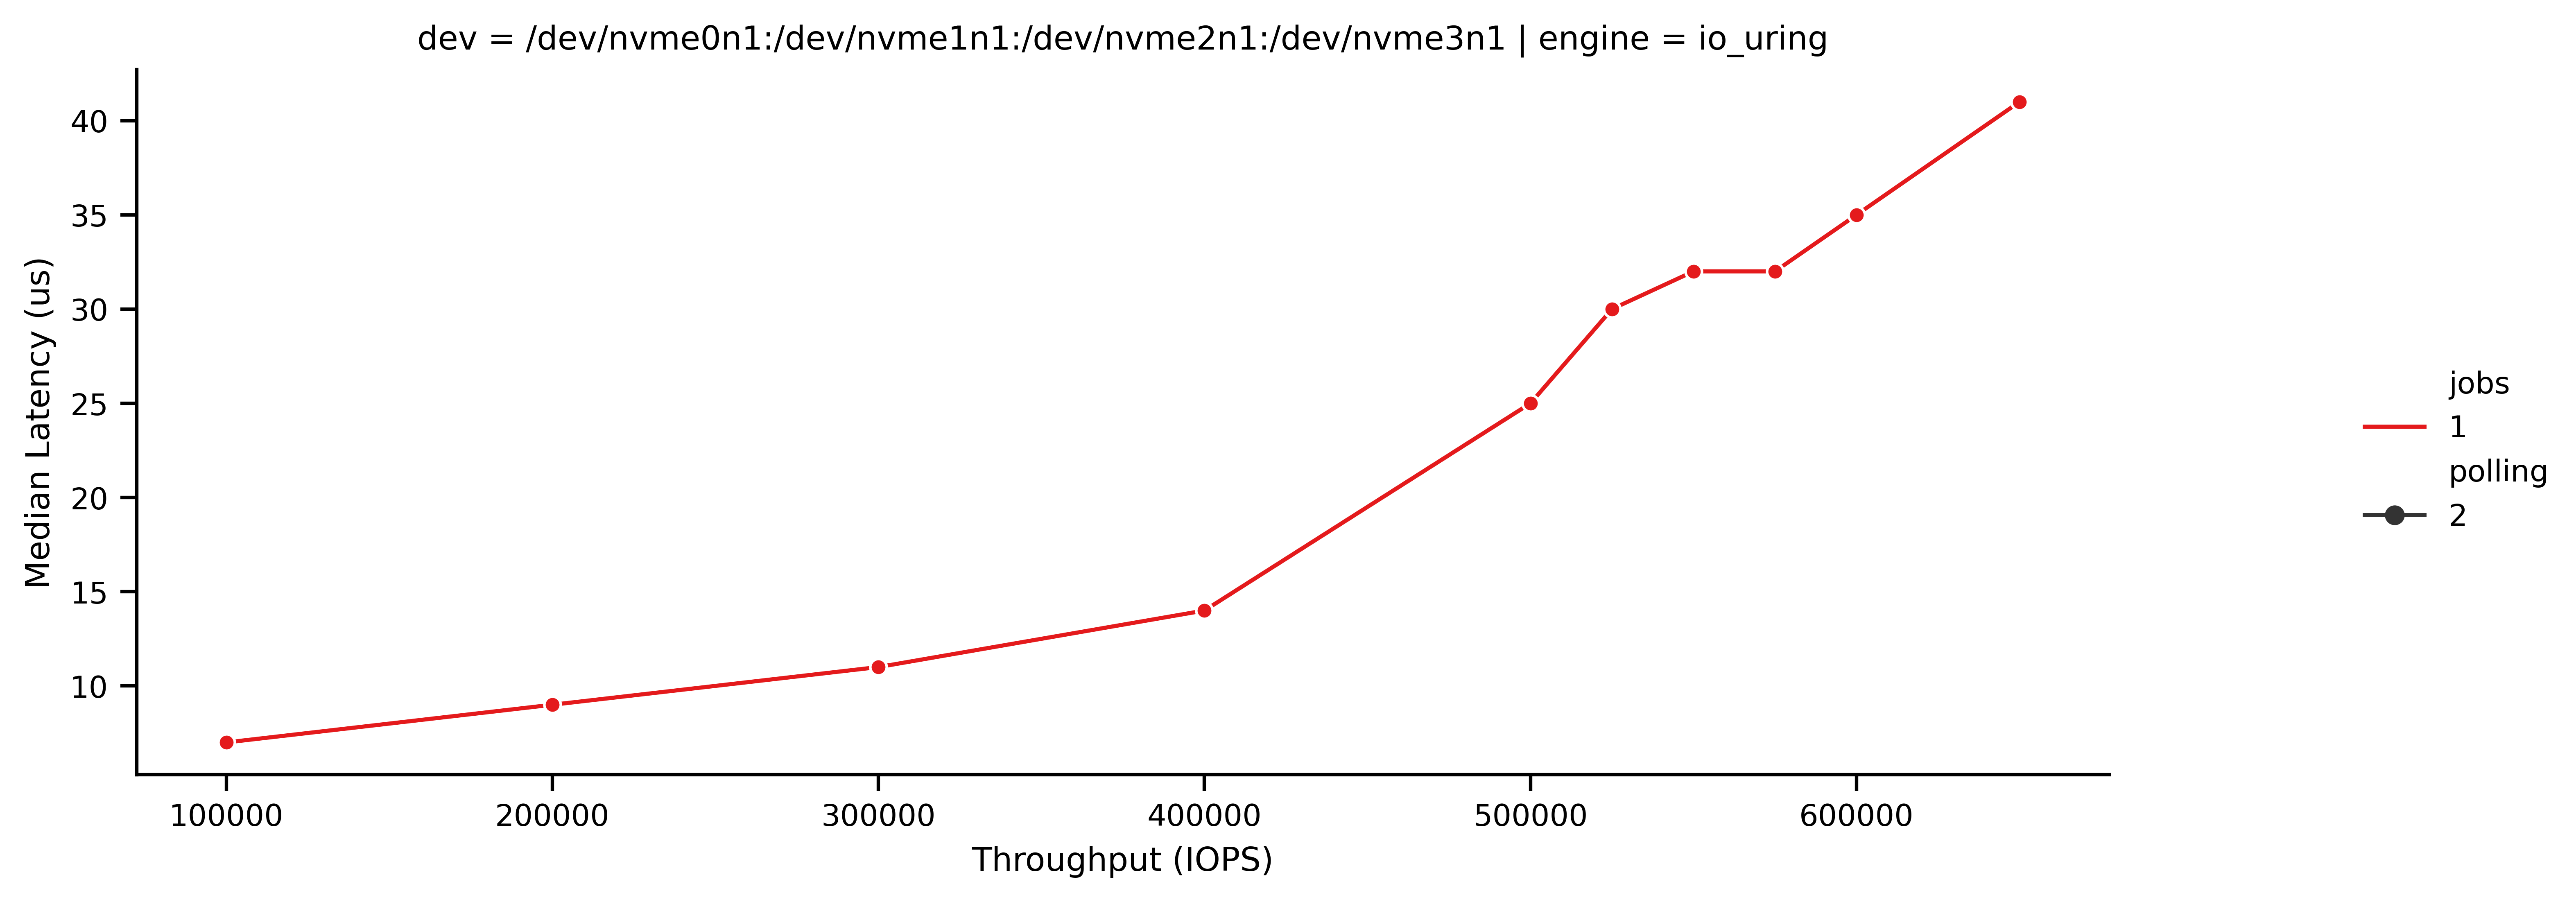 dev = /dev/nvme0n1:/dev/nvme1n1:/dev/nvme2n1:/dev/nvme3n1 | engine = io_uring
Median Latency (us)
40
35
30
25
20
15
10
100000 200000 300000 400000 500000 600000
Throughput (IOPS)
jobs
1
polling
2